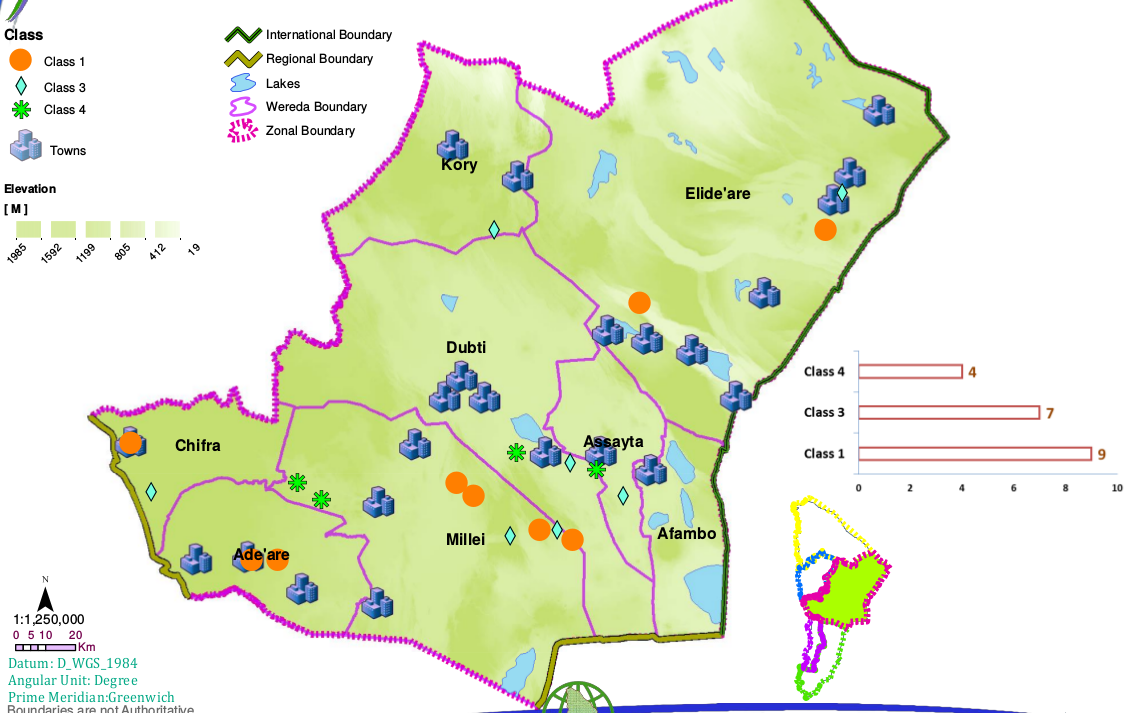 Class
Class 1
Class 3
Class 4
Towns
Elevation
[ M ]
1985 1592 1199 805 412 19
International Boundary
Regional Boundary
Lakes
Wereda Boundary
Zonal Boundary
Kory
Elide'are
Dubti
Chifra
Assayta
Ade'are
Millei
Afambo
Class 4 4
Class 3 7
Class 1 9
0 2 4 6 8 10
N
1:1,250,000
0 5 10 20
Km
Datum: D_WGS_1984
Angular Unit: Degree
Prime Meridian:Greenwich
Boundaries are not Authoritative